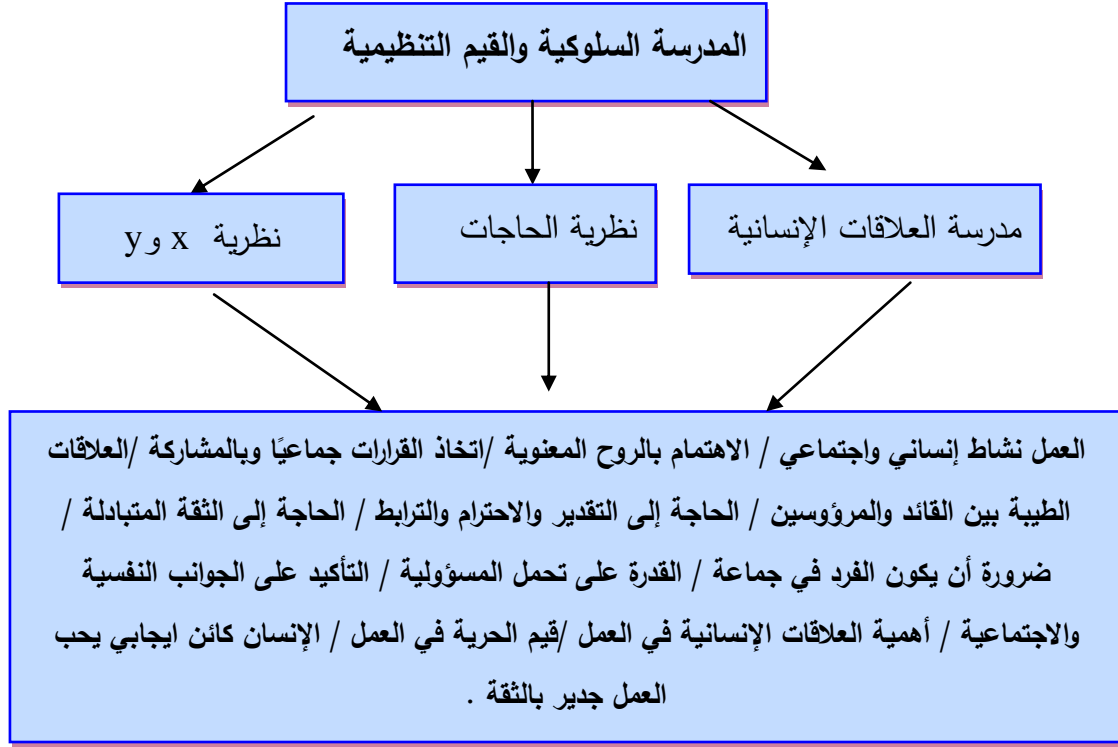 المدرسة السلوكية والقيم التنظيمية
مدرسة العلاقات الإنسانية
نظرية الحاجات
نظرية x و y
العمل نشاط إنساني واجتماعي / الاهتمام بالروح المعنوية /اتخاذ القرارات جماعيًا وبالمشاركة /العلاقات
الطيبة بين القائد والمرؤوسين / الحاجة إلى التقدير والاحترام والترابط / الحاجة إلى الثقة المتبادلة /
ضرورة أن يكون الفرد في جماعة / القدرة على تحمل المسؤولية / التأكيد على الجوانب النفسية
والاجتماعية / أهمية العلاقات الإنسانية في العمل /قيم الحرية في العمل / الإنسان كائن ايجابي يحب
العمل جدير بالثقة .